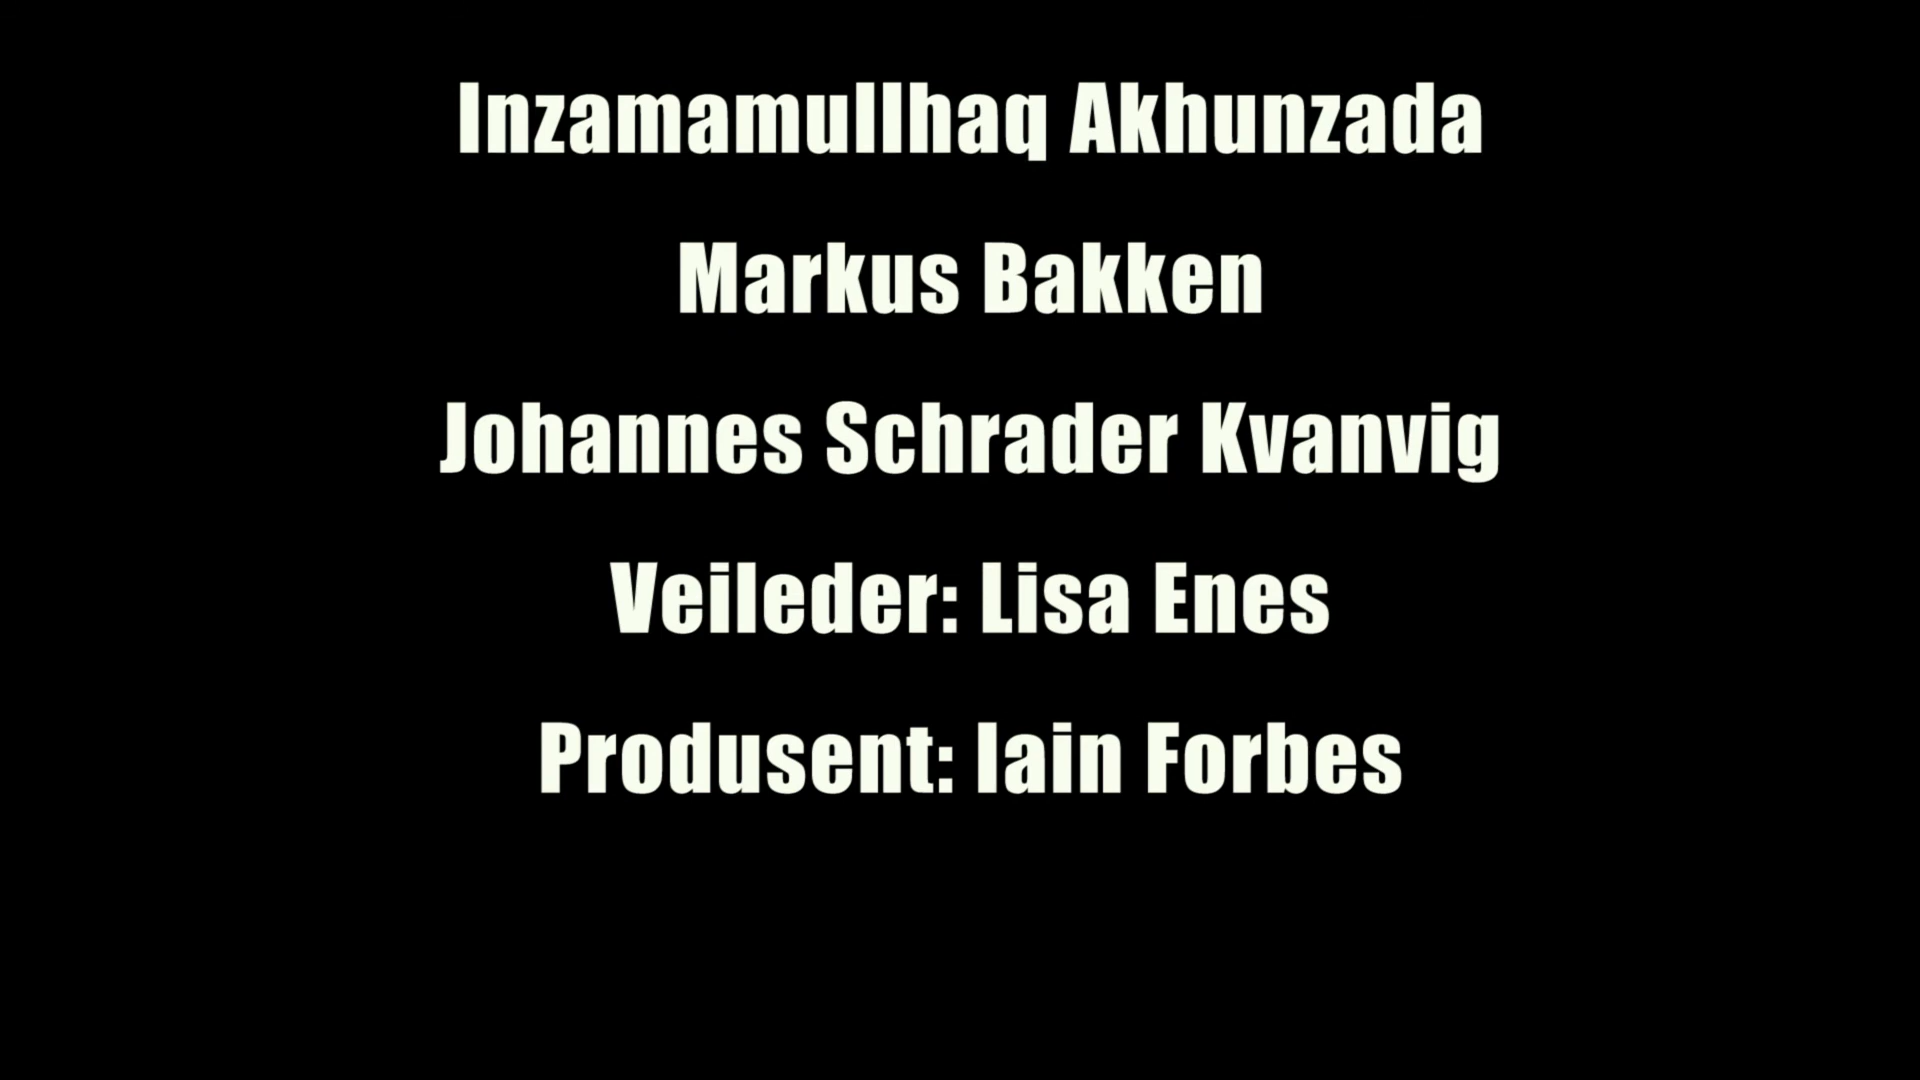 Inzamamullhaq Akhunzada
Markus Bakken
Johannes Schrader Kvanvig
Veileder: Lisa Enes
Produsent: Iain Forbes